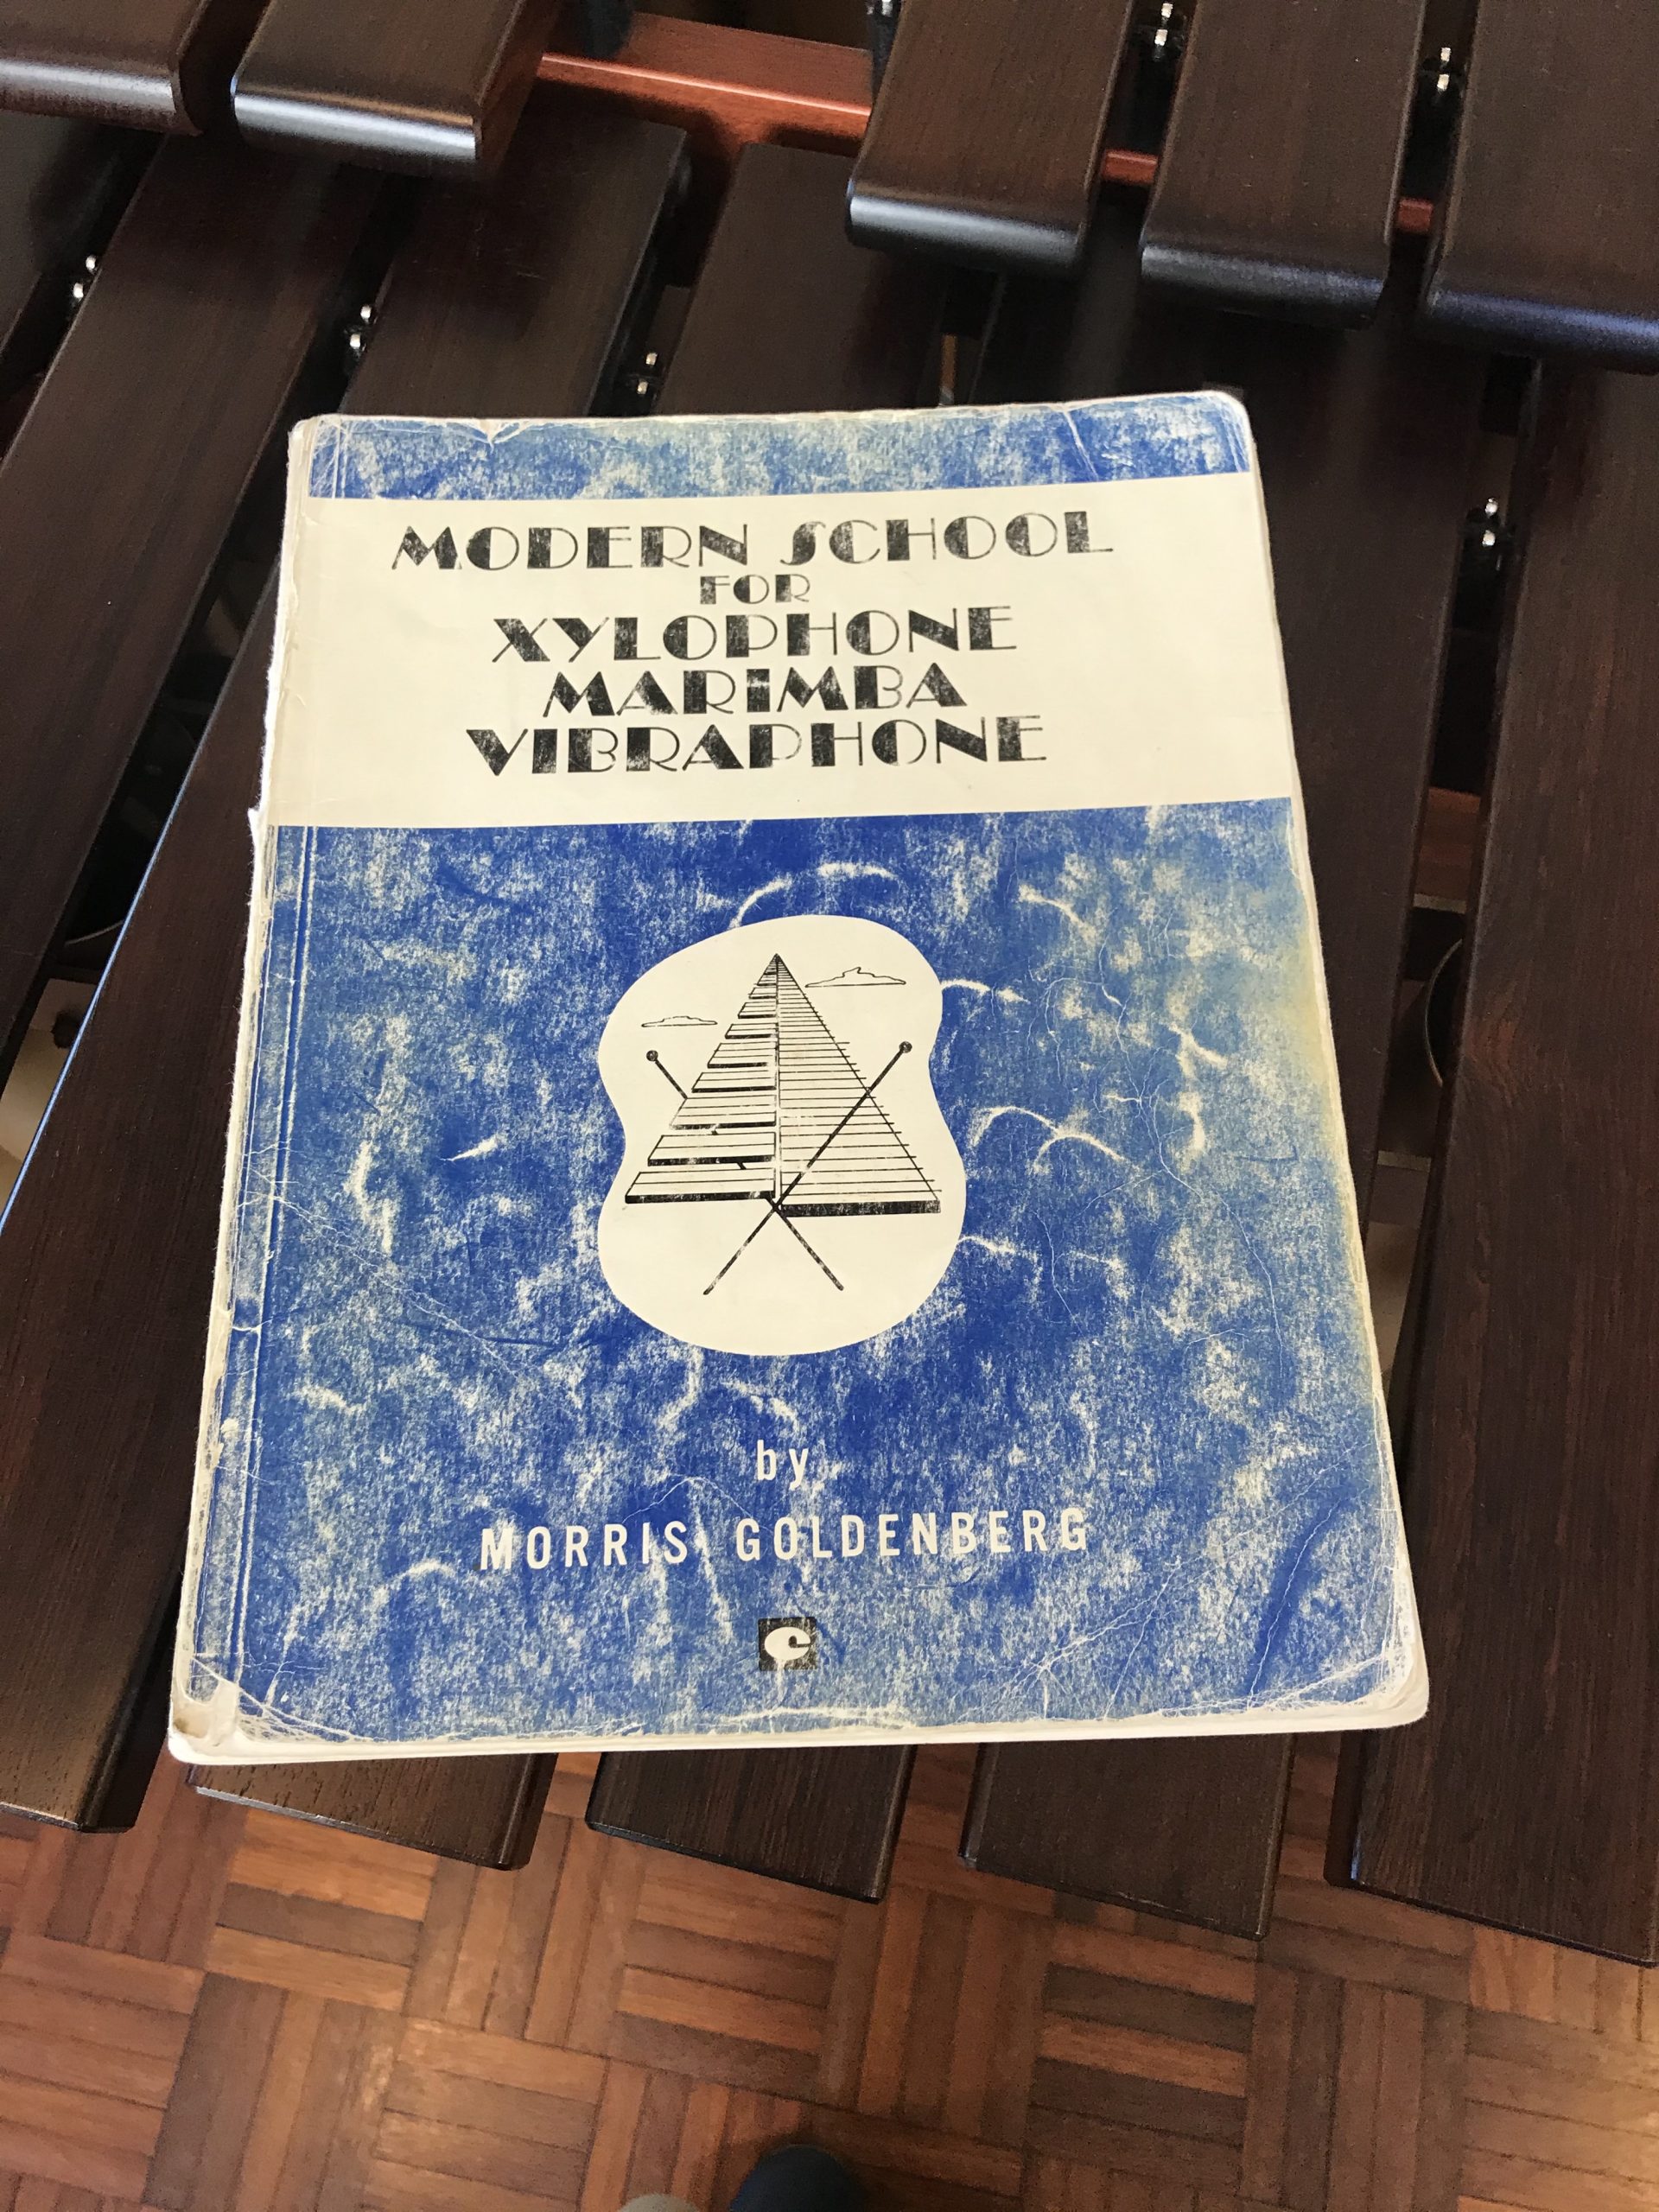 MODERN SCHOOL
FOR
XYLOPHONE
MARIMBA
VIBRAPHONE
by
MORRIS GOLDENBERG